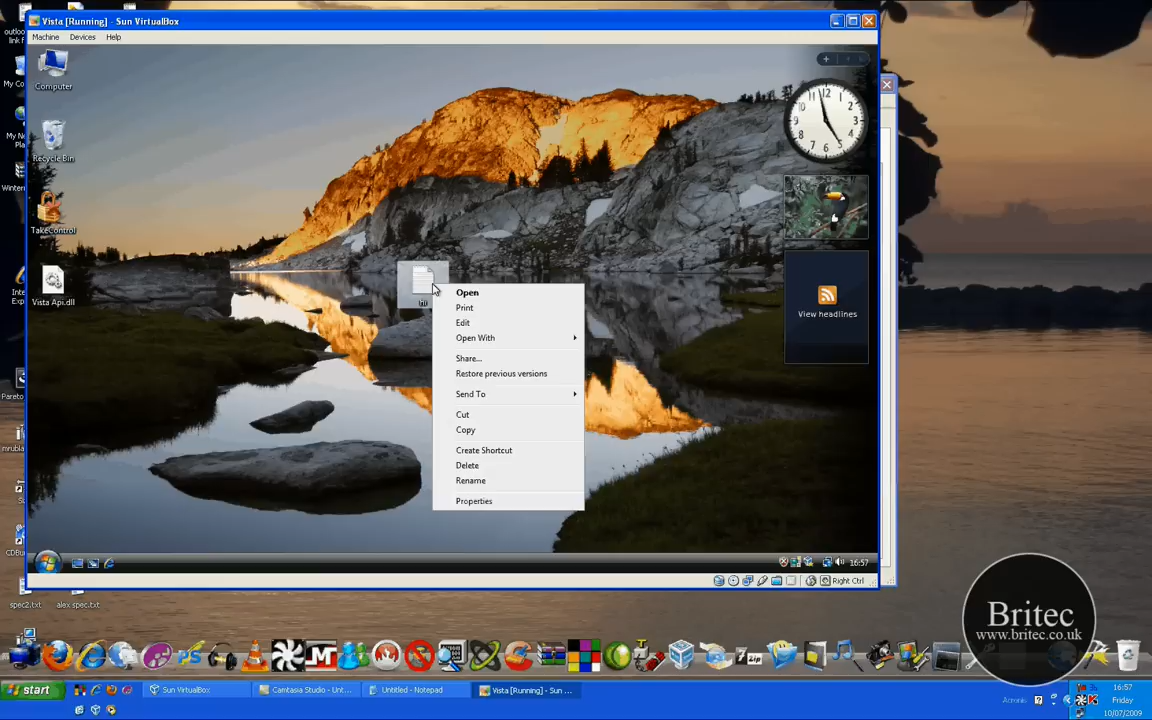 Vista [Running] - Sun VirtualBox
Machine Devices Help
Computer
Recycle Bin
TakeControl
Vista Api.dll
hi
Open
Print
Edit
Open With
Share...
Restore previous versions
Send To
Cut
Copy
Create Shortcut
Delete
Rename
Properties
View headlines
16:57
Right Ctrl
spec2.txt
alex spec.txt
Britec
www.britec.co.uk
start
Sun VirtualBox
Camtasia Studio - Unt...
Untitled - Notepad
Vista [Running] - Sun ...
Acronis
16:57
Friday
10/07/2009